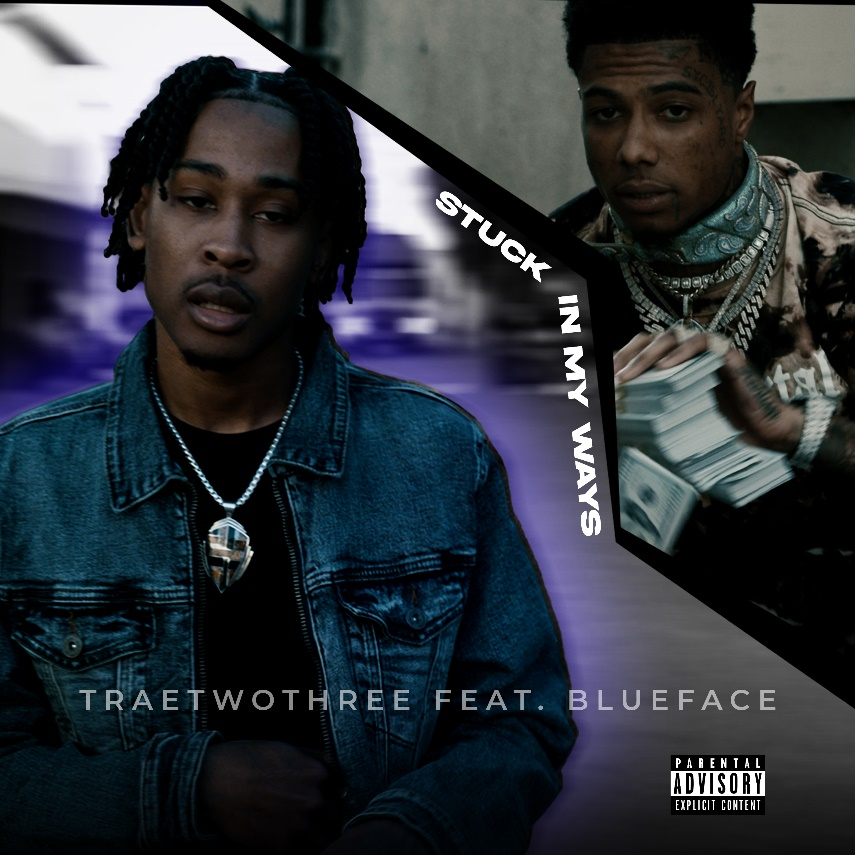 STUCK
IN MY WAYS
TRAETWOTHREE FEAT. BLUEFACE
PARENTAL
ADVISORY
EXPLICIT CONTENT